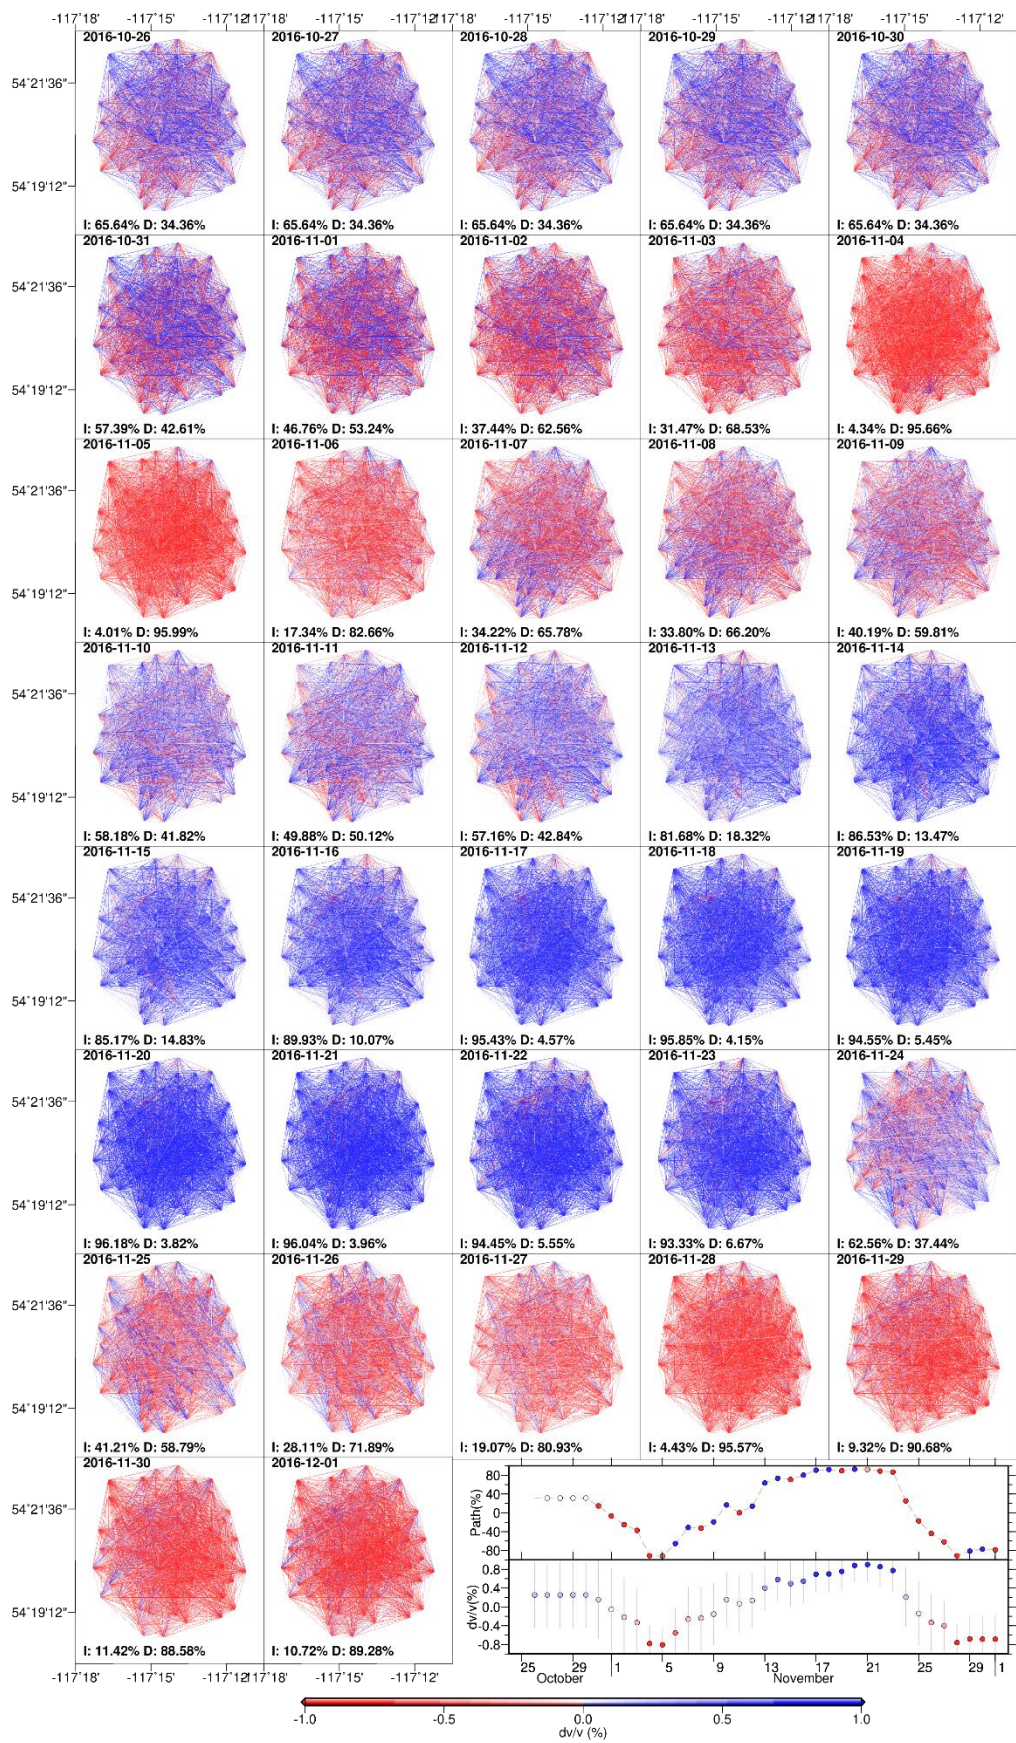 -117°18' -117°15' -117°12' -117°18' -117°15' -117°12' -117°18' -117°15' -117°12' -117°18' -117°15' -117°12' -117°18' -117°15' -117°12'
2016-10-26 2016-10-27 2016-10-28 2016-10-29 2016-10-30
54°21'36"
54°19'12"
I: 65.64% D: 34.36% I: 65.64% D: 34.36% I: 65.64% D: 34.36% I: 65.64% D: 34.36% I: 65.64% D: 34.36%
2016-10-31 2016-11-01 2016-11-02 2016-11-03 2016-11-04
54°21'36"
54°19'12"
I: 57.39% D: 42.61% I: 46.76% D: 53.24% I: 37.44% D: 62.56% I: 31.47% D: 68.53% I: 4.34% D: 95.66%
2016-11-05 2016-11-06 2016-11-07 2016-11-08 2016-11-09
54°21'36"
54°19'12"
I: 4.01% D: 95.99% I: 17.34% D: 82.66% I: 34.22% D: 65.78% I: 33.80% D: 66.20% I: 40.19% D: 59.81%
2016-11-10 2016-11-11 2016-11-12 2016-11-13 2016-11-14
54°21'36"
54°19'12"
I: 58.18% D: 41.82% I: 49.88% D: 50.12% I: 57.16% D: 42.84% I: 81.68% D: 18.32% I: 86.53% D: 13.47%
2016-11-15 2016-11-16 2016-11-17 2016-11-18 2016-11-19
54°21'36"
54°19'12"
I: 85.17% D: 14.83% I: 89.93% D: 10.07% I: 95.43% D: 4.57% I: 95.85% D: 4.15% I: 94.55% D: 5.45%
2016-11-20 2016-11-21 2016-11-22 2016-11-23 2016-11-24
54°21'36"
54°19'12"
I: 96.18% D: 3.82% I: 96.04% D: 3.96% I: 94.45% D: 5.55% I: 93.33% D: 6.67% I: 62.56% D: 37.44%
2016-11-25 2016-11-26 2016-11-27 2016-11-28 2016-11-29
54°21'36"
54°19'12"
I: 41.21% D: 58.79% I: 28.11% D: 71.89% I: 19.07% D: 80.93% I: 4.43% D: 95.57% I: 9.32% D: 90.68%
2016-11-30 2016-12-01
54°21'36"
54°19'12"
I: 11.42% D: 88.58% I: 10.72% D: 89.28%
-117°18' -117°15' -117°12' -117°18' -117°15' -117°12'
Path(%)
80
40
0
-40
-80
dv/v(%)
0.8
0.4
0.0
-0.4
-0.8
25 29 1 5 9 13 17 21 25 29 1
October November
-1.0 -0.5 0.0 0.5 1.0
dv/v (%)